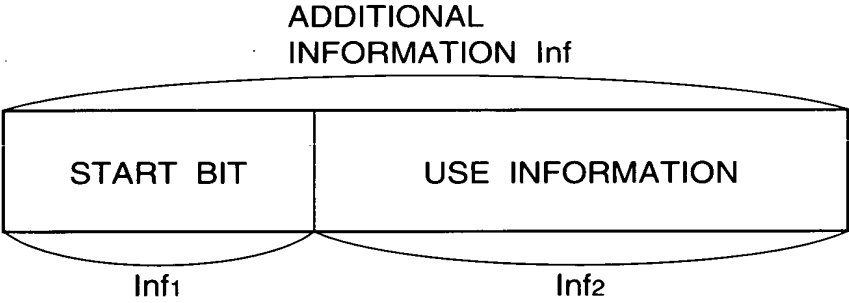 ADDITIONAL
INFORMATION Inf
START BIT USE INFORMATION
Inf1 Inf2